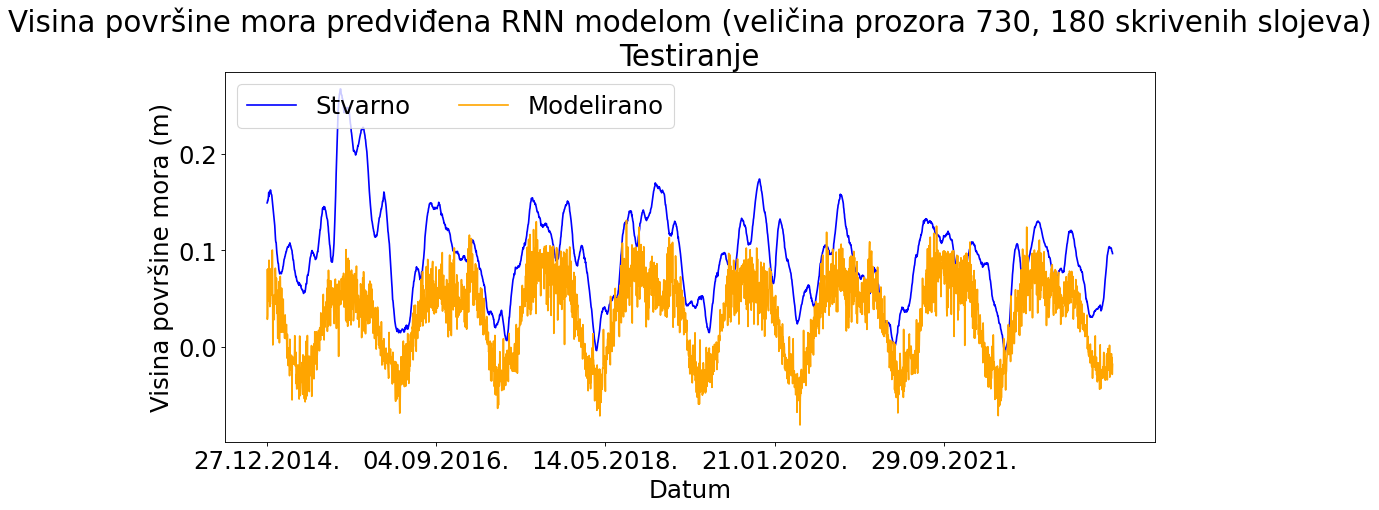 Visina površine mora predviđena RNN modelom (veličina prozora 730, 180 skrivenih slojeva)
Testiranje
Stvarno Modelirano
Visina površine mora (m)
0.2
0.1
0.0
27.12.2014. 04.09.2016. 14.05.2018. 21.01.2020. 29.09.2021.
Datum